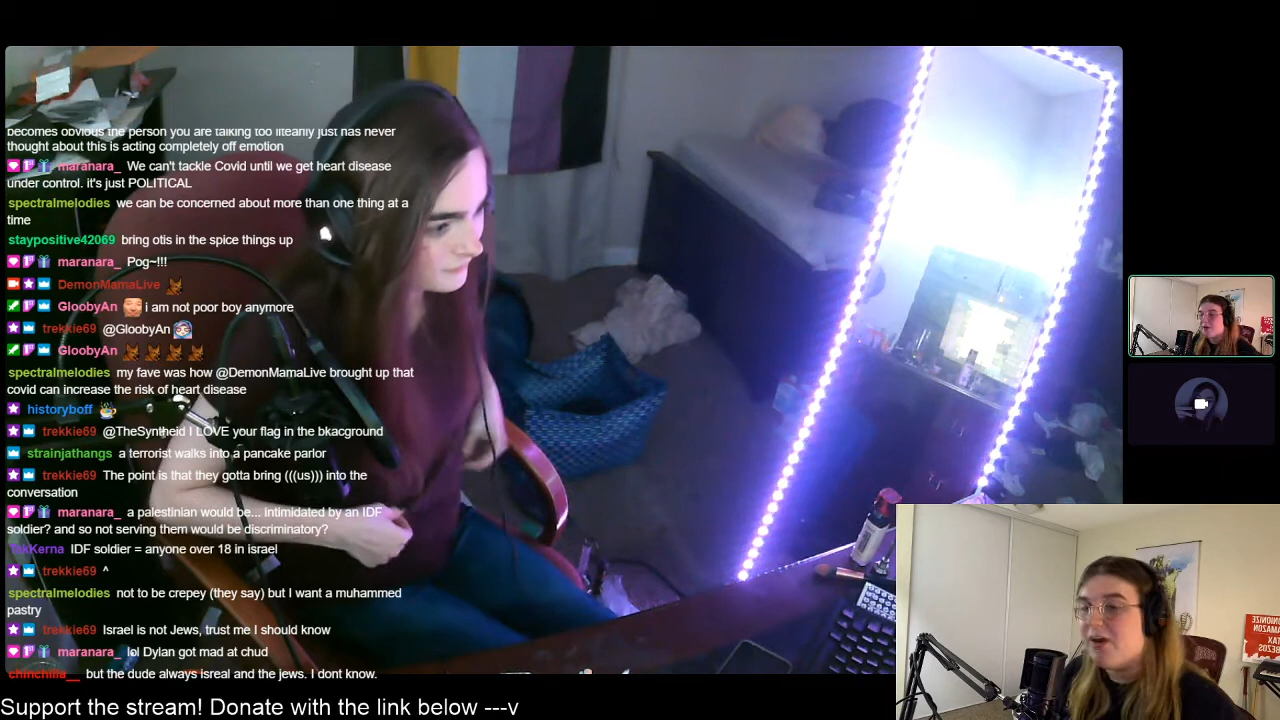 becomes obvious the person you are talking too literally just has never
thought about this is acting completely off emotion
maranara_ We can't tackle Covid until we get heart disease
under control. it's just POLITICAL
spectralmelodies we can be concerned about more than one thing at a
time
staypositive42069 bring otis in the spice things up
maranara_ Pog~!!!
DemonMamaLive
GloobyAn i am not poor boy anymore
trekkie69 @GloobyAn
GloobyAn
spectralmelodies my fave was how @DemonMamaLive brought up that
covid can increase the risk of heart disease
historyboff
trekkie69 @TheSyntheid I LOVE your flag in the bkacground
strainjathangs a terrorist walks into a pancake parlor
trekkie69 The point is that they gotta bring (((us))) into the
conversation
maranara_ a palestinian would be... intimidated by an IDF
soldier? and so not serving them would be discriminatory?
IDF soldier = anyone over 18 in israel
trekkie69 ^
spectralmelodies not to be crepey (they say) but I want a muhammed
pastry
trekkie69 Israel is not Jews, trust me I should know
maranara_ lol Dylan got mad at chud
chinchilla__ but the dude always isreal and the jews. I dont know.
UNIONIZE
AMAZON
TAX
BEZOS
Support the stream! Donate with the link below ---v